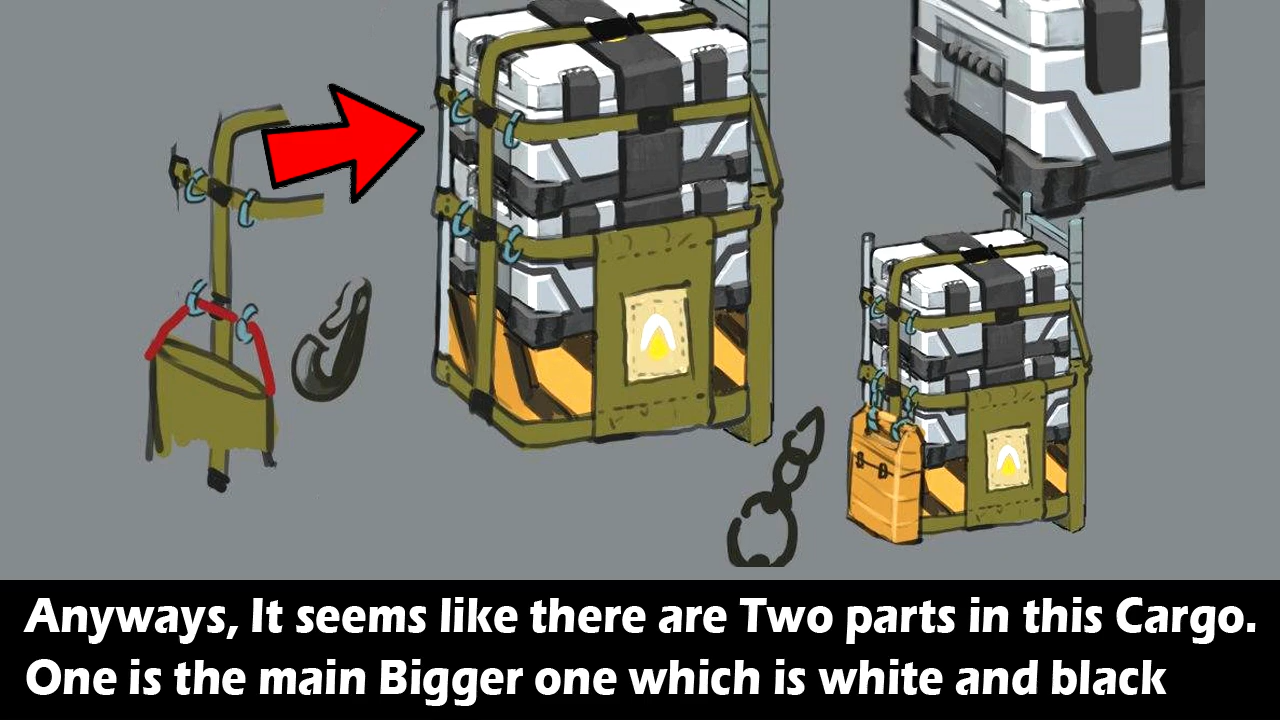 Anyways, It seems like there are Two parts in this Cargo.
One is the main Bigger one which is white and black